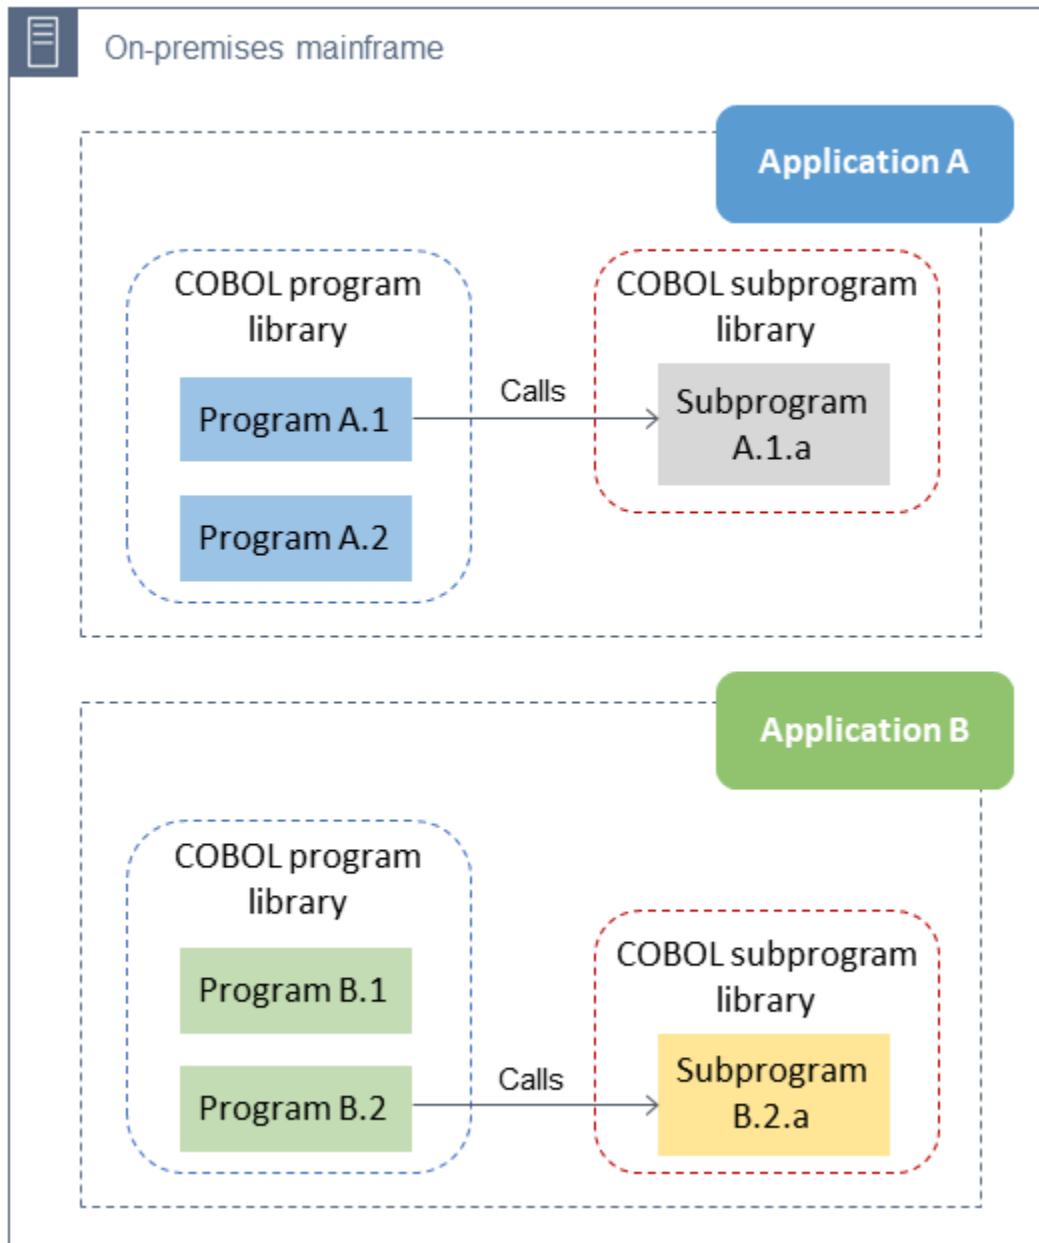 On-premises mainframe
Application A
COBOL program
library
COBOL subprogram
library
Program A.1
Calls
Subprogram
A.1.a
Program A.2
Application B
COBOL program
library
COBOL subprogram
library
Program B.1
Program B.2
Calls
Subprogram
B.2.a